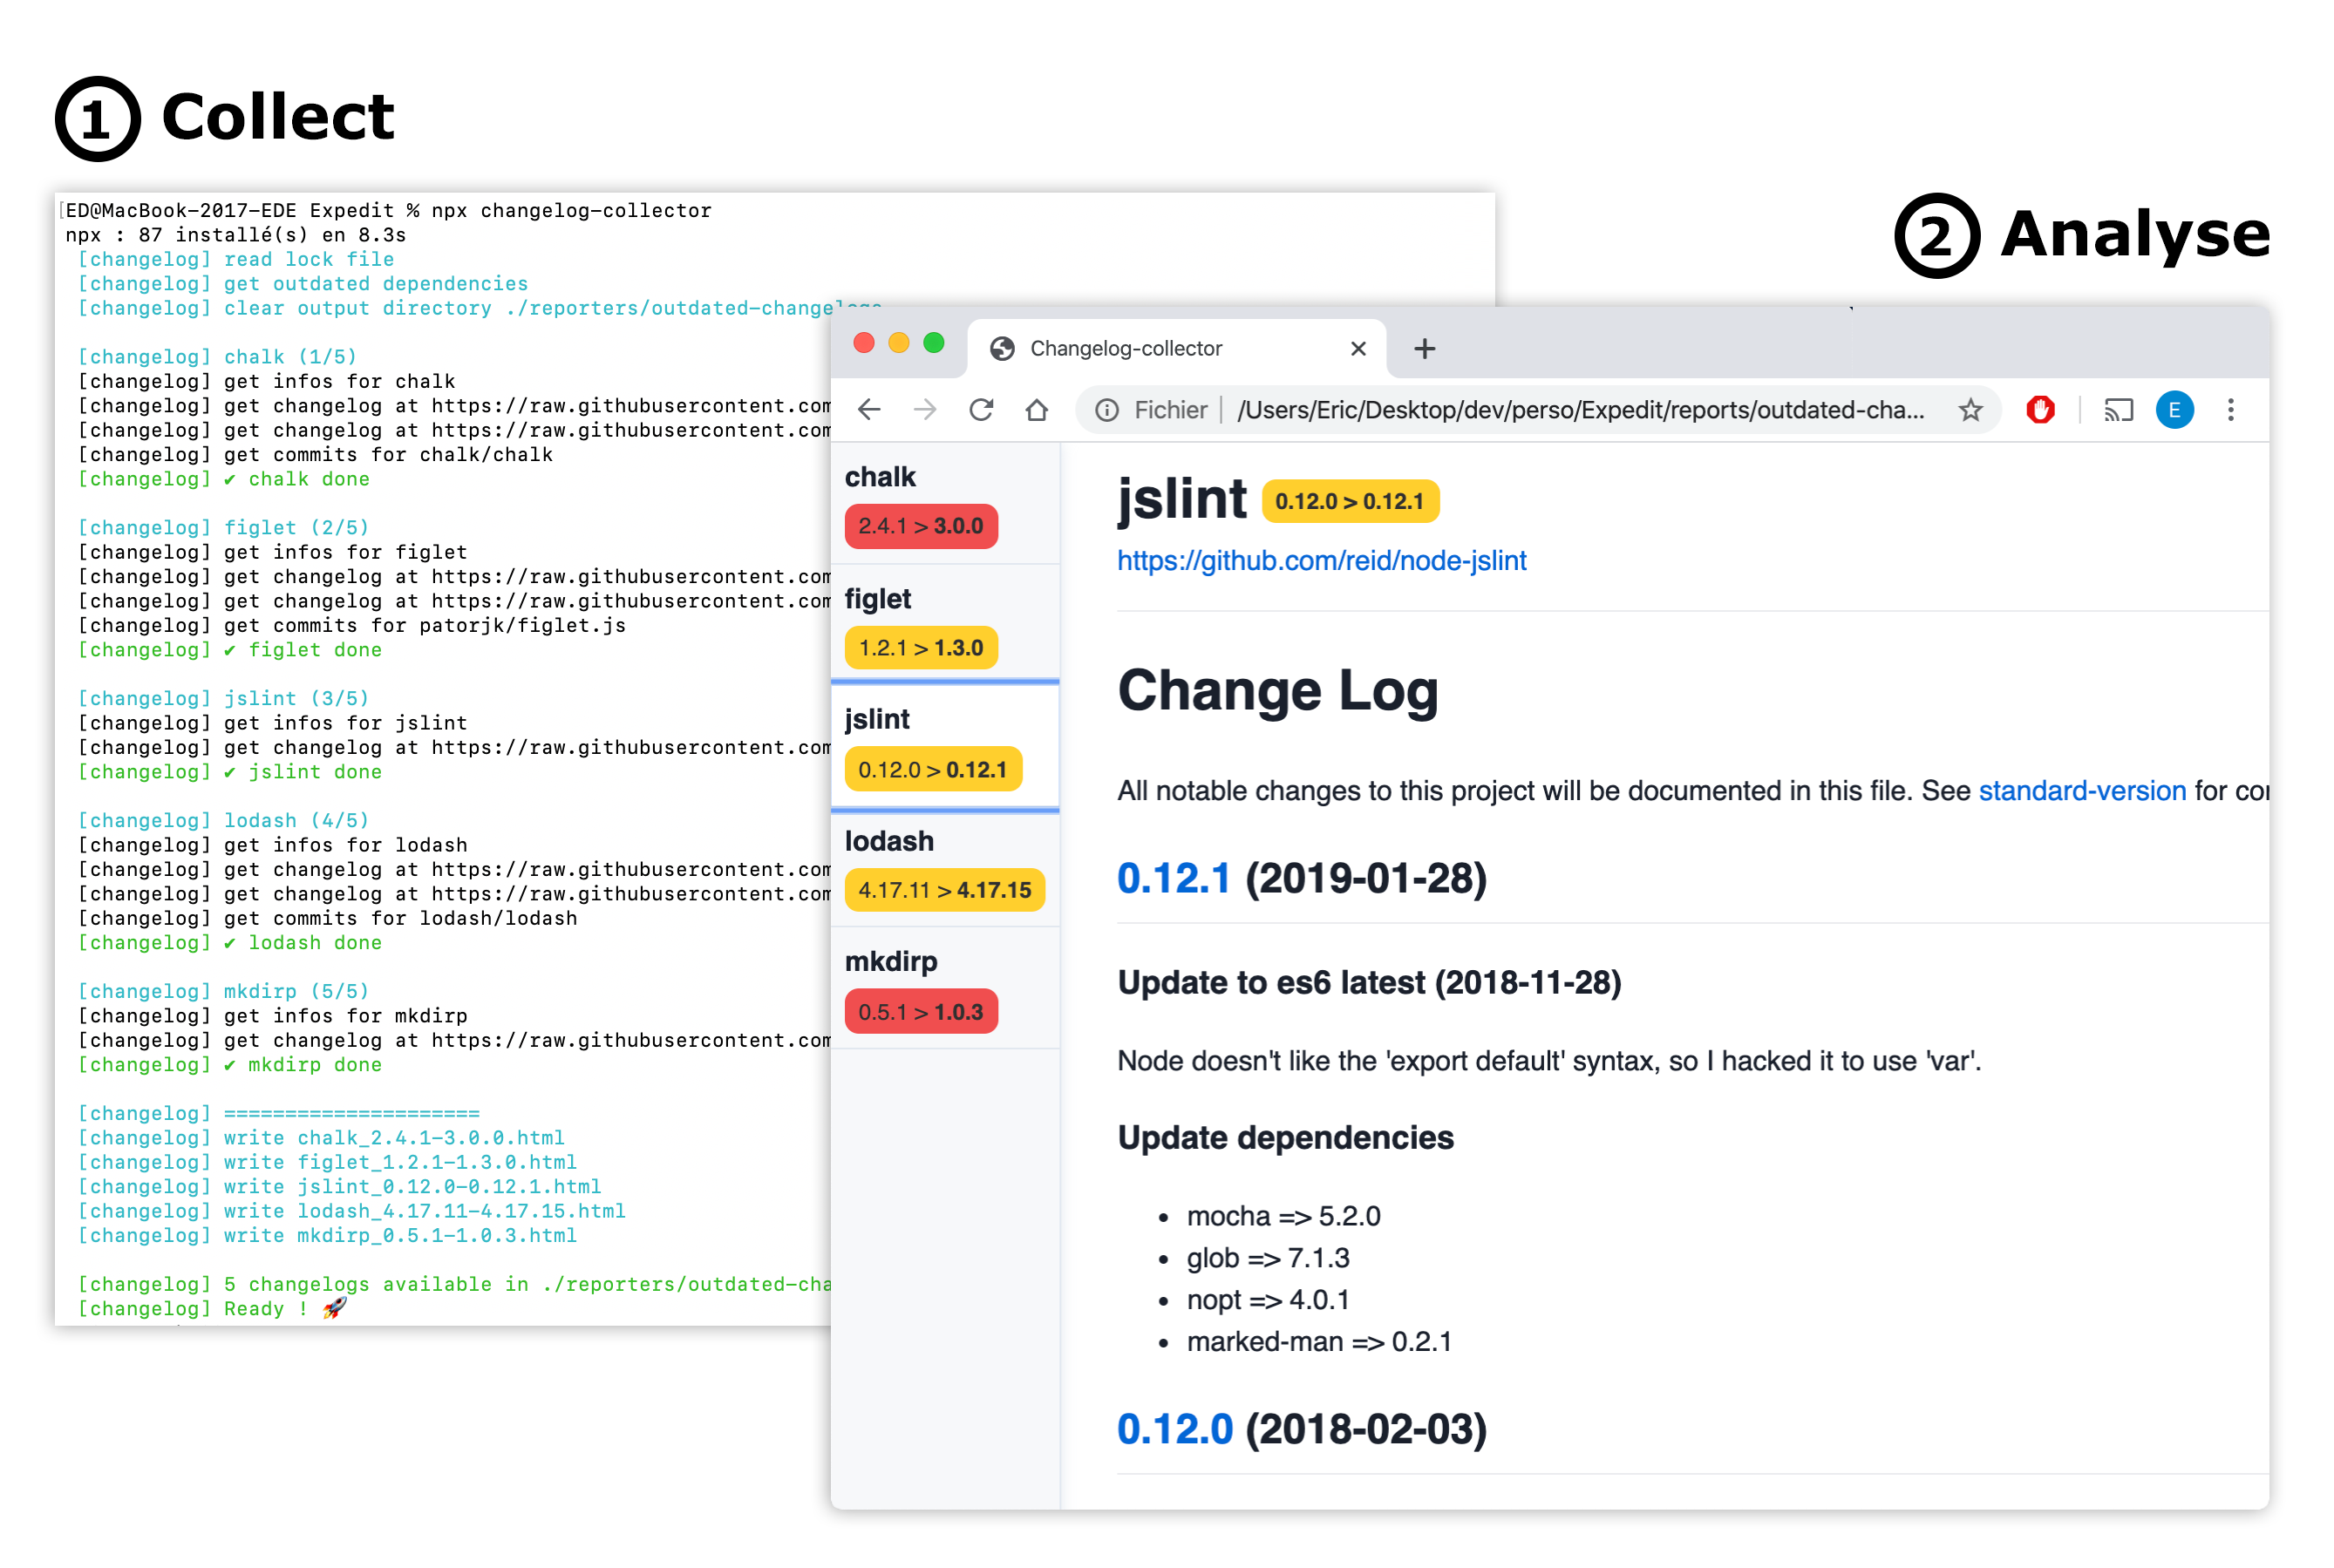 1 Collect
ED@MacBook-2017-EDE Expedit % npx changelog-collector
npx : 87 installé(s) en 8.3s
[changelog] read lock file
[changelog] get outdated dependencies
[changelog] clear output directory ./reporters/outdated-changelogs
[changelog] chalk (1/5)
[changelog] get infos for chalk
[changelog] get changelog at https://raw.githubusercontent.com
[changelog] get changelog at https://raw.githubusercontent.com
[changelog] get commits for chalk/chalk
[changelog] ✔ chalk done
[changelog] figlet (2/5)
[changelog] get infos for figlet
[changelog] get changelog at https://raw.githubusercontent.com
[changelog] get changelog at https://raw.githubusercontent.com
[changelog] get commits for patorjk/figlet.js
[changelog] ✔ figlet done
[changelog] jslint (3/5)
[changelog] get infos for jslint
[changelog] get changelog at https://raw.githubusercontent.com
[changelog] ✔ jslint done
[changelog] lodash (4/5)
[changelog] get infos for lodash
[changelog] get changelog at https://raw.githubusercontent.com
[changelog] get changelog at https://raw.githubusercontent.com
[changelog] get commits for lodash/lodash
[changelog] ✔ lodash done
[changelog] mkdirp (5/5)
[changelog] get infos for mkdirp
[changelog] get changelog at https://raw.githubusercontent.com
[changelog] ✔ mkdirp done
[changelog] =====================
[changelog] write chalk_2.4.1-3.0.0.html
[changelog] write figlet_1.2.1-1.3.0.html
[changelog] write jslint_0.12.0-0.12.1.html
[changelog] write lodash_4.17.11-4.17.15.html
[changelog] write mkdirp_0.5.1-1.0.3.html
[changelog] 5 changelogs available in ./reporters/outdated-cha
[changelog] Ready ! 🚀
2 Analyse
Changelog-collector
Fichier | /Users/Eric/Desktop/dev/perso/Expedit/reports/outdated-cha...
E
chalk
2.4.1 > 3.0.0
figlet
1.2.1 > 1.3.0
jslint
0.12.0 > 0.12.1
lodash
4.17.11 > 4.17.15
mkdirp
0.5.1 > 1.0.3
jslint 0.12.0 > 0.12.1
https://github.com/reid/node-jslint
Change Log
All notable changes to this project will be documented in this file. See standard-version for
0.12.1 (2019-01-28)
Update to es6 latest (2018-11-28)
Node doesn't like the 'export default' syntax, so I hacked it to use 'var'.
Update dependencies
• mocha => 5.2.0
• glob => 7.1.3
• nopt => 4.0.1
• marked-man => 0.2.1
0.12.0 (2018-02-03)